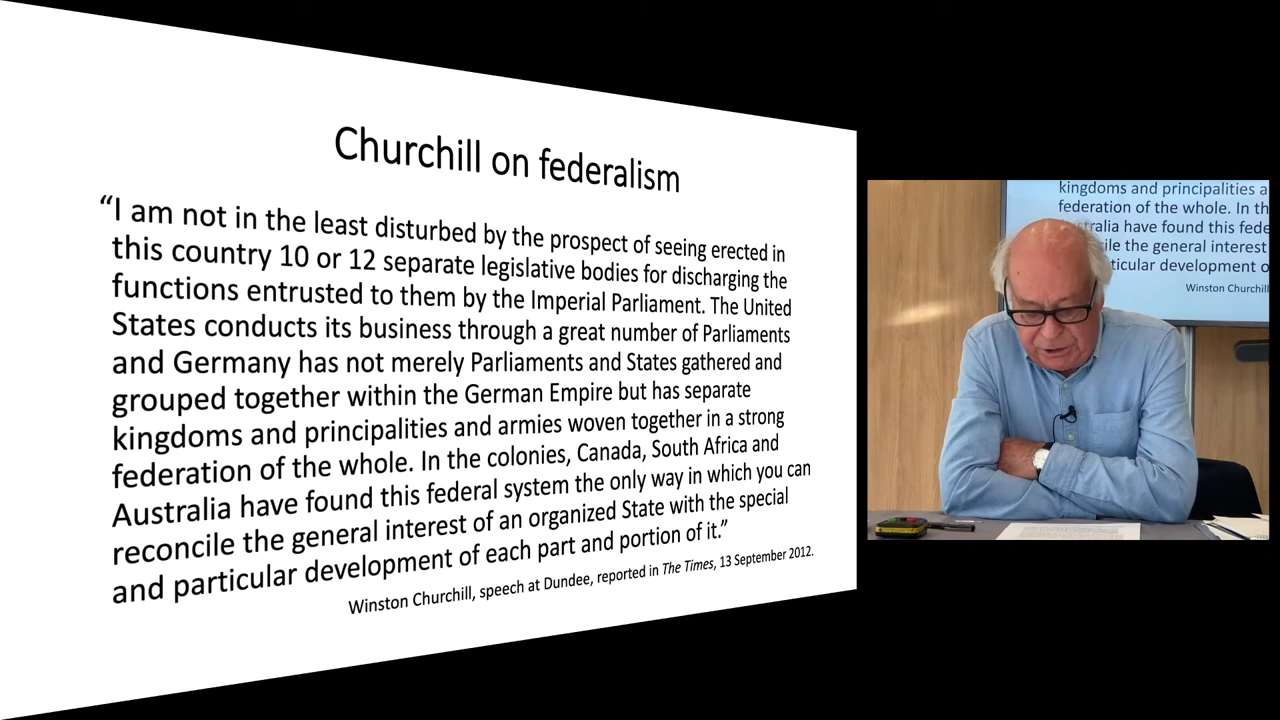 Churchill on federalism
“I am not in the least disturbed by the prospect of seeing erected in
this country 10 or 12 separate legislative bodies for discharging the
functions entrusted to them by the Imperial Parliament. The United
States conducts its business through a great number of Parliaments
and Germany has not merely Parliaments and States gathered and
grouped together within the German Empire but has separate
kingdoms and principalities and armies woven together in a strong
federation of the whole. In the colonies, Canada, South Africa and
Australia have found this federal system the only way in which you can
reconcile the general interest of an organized State with the special
and particular development of each part and portion of it.”
Winston Churchill, speech at Dundee, reported in The Times, 13 September 2012.
kingdoms and principalities a
federation of the whole. In th
tralia have found this fede
ile the general interest
ticular development o
Winston Churchill